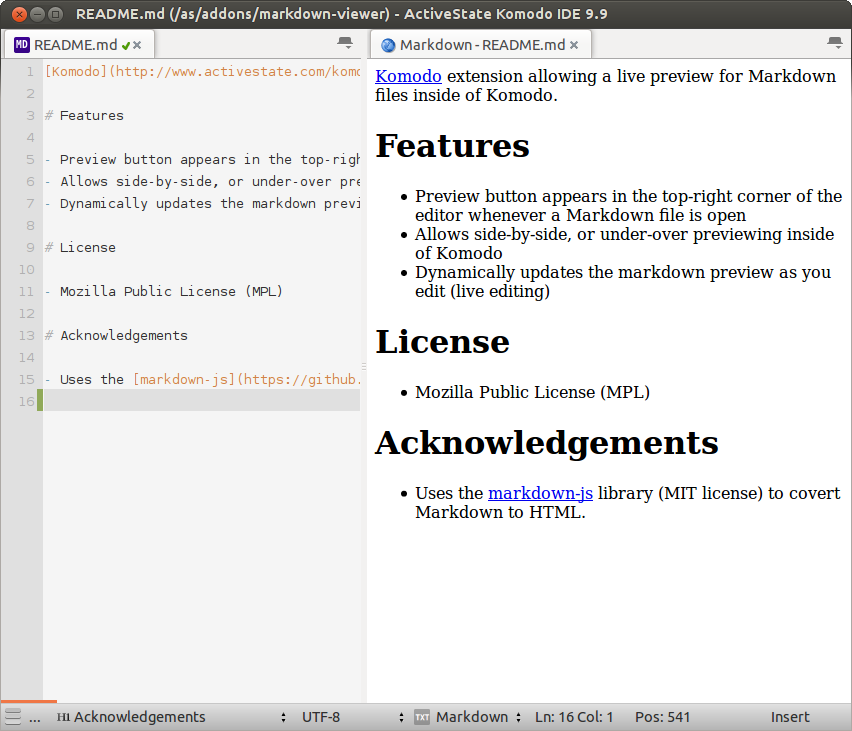 README.md (/as/addons/markdown-viewer) - ActiveState Komodo IDE 9.9
MD README.md
1 [Komodo](http://www.activestate.com/komo
2
3 # Features
4
5 - Preview button appears in the top-righ
6 - Allows side-by-side, or under-over pre
7 - Dynamically updates the markdown previ
8
9 # License
10
11 - Mozilla Public License (MPL)
12
13 # Acknowledgements
14
15 - Uses the [markdown-js](https://github.
16
Markdown - README.md
Komodo extension allowing a live preview for Markdown
files inside of Komodo.
Features
• Preview button appears in the top-right corner of the
editor whenever a Markdown file is open
• Allows side-by-side, or under-over previewing inside
of Komodo
• Dynamically updates the markdown preview as you
edit (live editing)
License
• Mozilla Public License (MPL)
Acknowledgements
• Uses the markdown-js library (MIT license) to covert
Markdown to HTML.
... H1 Acknowledgements UTF-8 TXT Markdown Ln: 16 Col: 1 Pos: 541 Insert